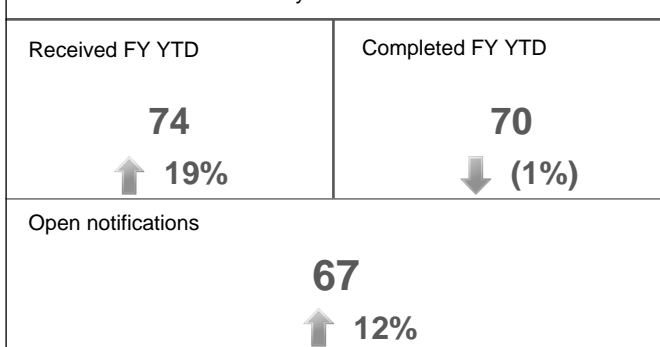 Received FY YTD
Completed FY YTD
74
70
19%
(1%)
Open notifications
67
12%